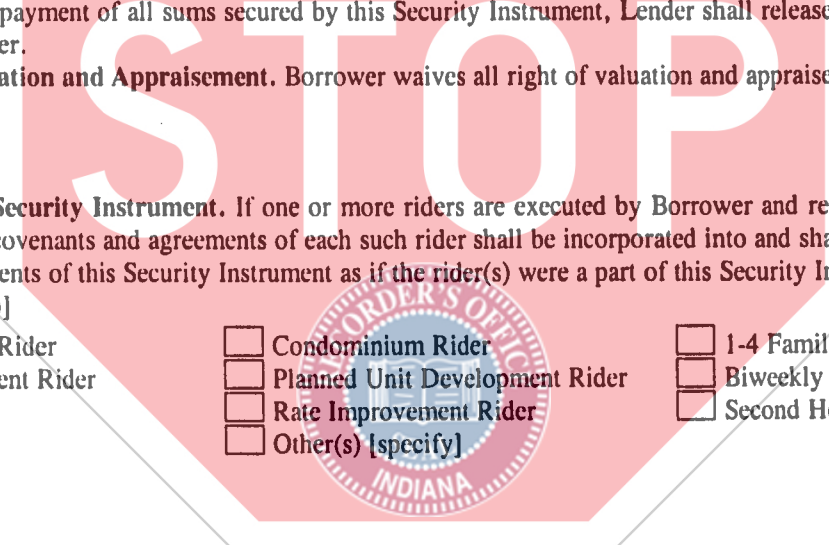 STOP
payment of all sums secured by this Security Instrument, Lender shall release
er.
ation and Appraisement. Borrower waives all right of valuation and appraise
Security Instrument. If one or more riders are executed by Borrower and re
ovenants and agreements of each such rider shall be incorporated into and sha
ents of this Security Instrument as if the rider(s) were a part of this Security In
]
Rider Condominium Rider 1-4 Famil
ent Rider Planned Unit Development Rider Biweekly
Rate Improvement Rider Second H
Other(s) [specify]
RECORDER'S OFFICE
SEAL
INDIANA